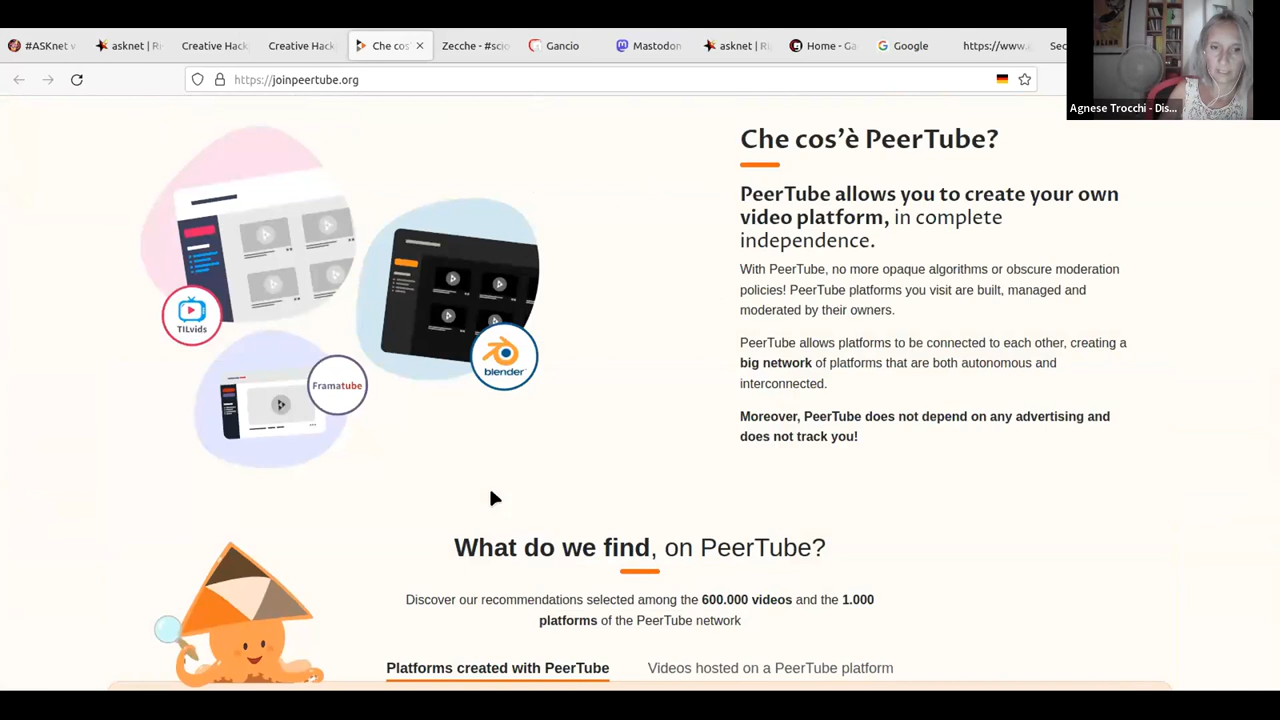 #ASKnet w
asknet | Ri
Creative Hack
Creative Hack
Che cos'
Zecche - #scio
Gancio
Mastodon
asknet | Ri
Home - Ga
Google
https://www.
Sec
https://joinpeertube.org
Agnese Trocchi - Dis...
Che cos'è PeerTube?
PeerTube allows you to create your own
video platform, in complete
independence.
With PeerTube, no more opaque algorithms or obscure moderation
policies! PeerTube platforms you visit are built, managed and
moderated by their owners.
PeerTube allows platforms to be connected to each other, creating a
big network of platforms that are both autonomous and
interconnected.
Moreover, PeerTube does not depend on any advertising and
does not track you!
TILvids
blender
Framatube
What do we find, on PeerTube?
Discover our recommendations selected among the 600.000 videos and the 1.000
platforms of the PeerTube network
Platforms created with PeerTube
Videos hosted on a PeerTube platform